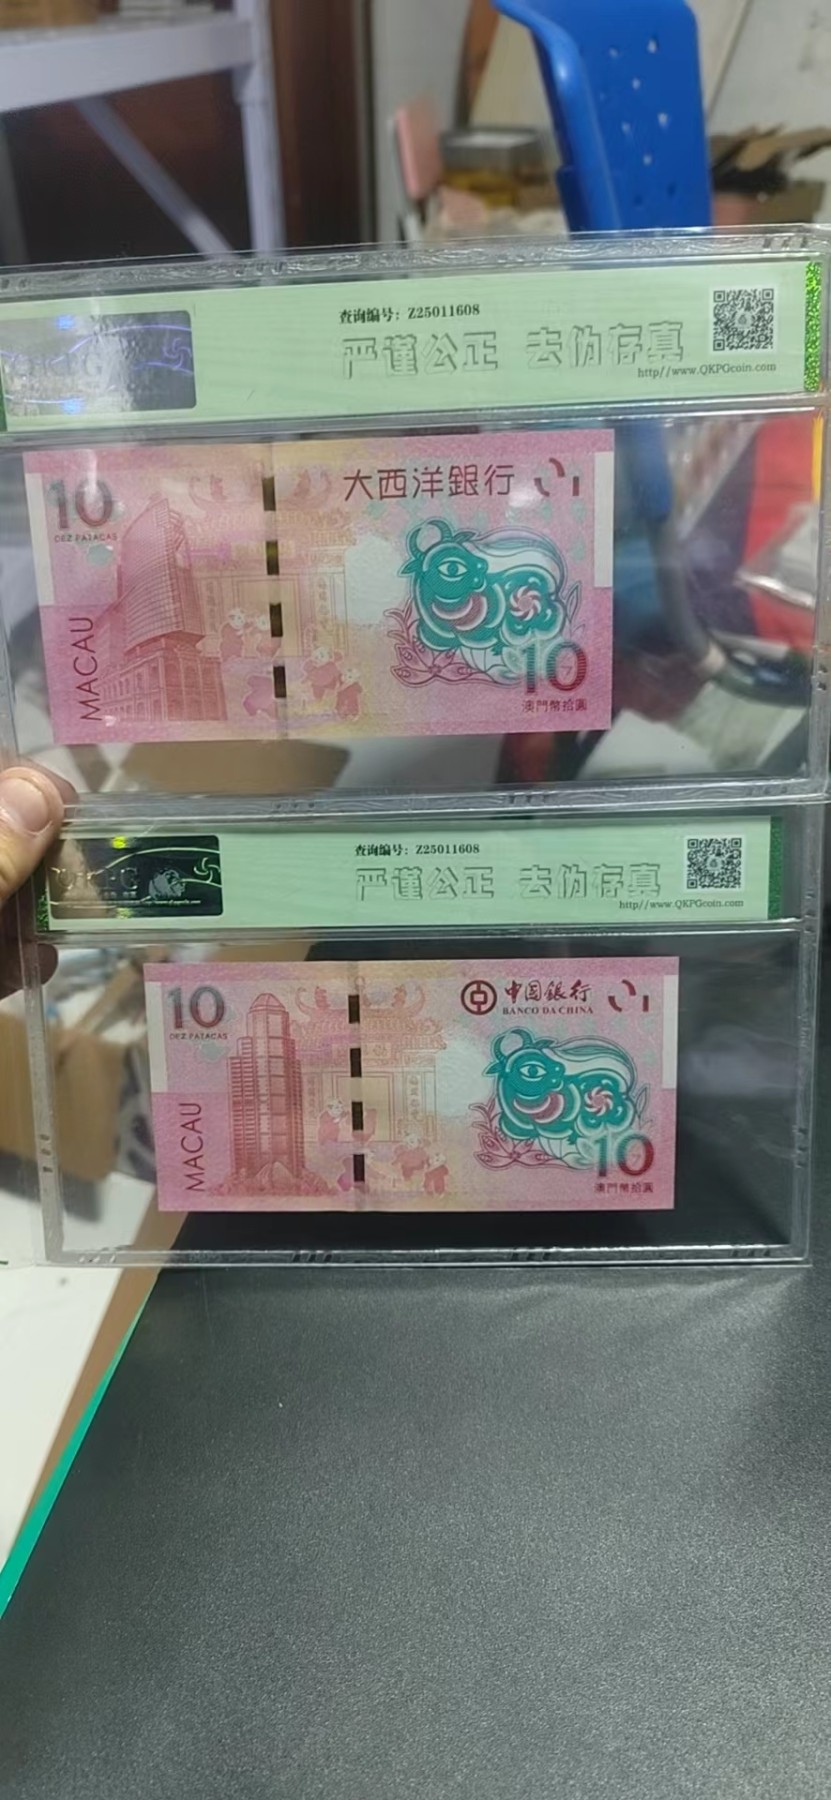 查询编号：Z25011608
严谨公正 去伪存真
http//www.QKPGcoin.com
10
DEZ PATACAS
大西洋銀行
MACAU
10
澳門幣拾圓
查询编号：Z25011608
严谨公正 去伪存真
http//www.QKPGcoin.com
10
DEZ PATACAS
中国銀行
BANCO DA CHINA
MACAU
10
澳門幣拾圓